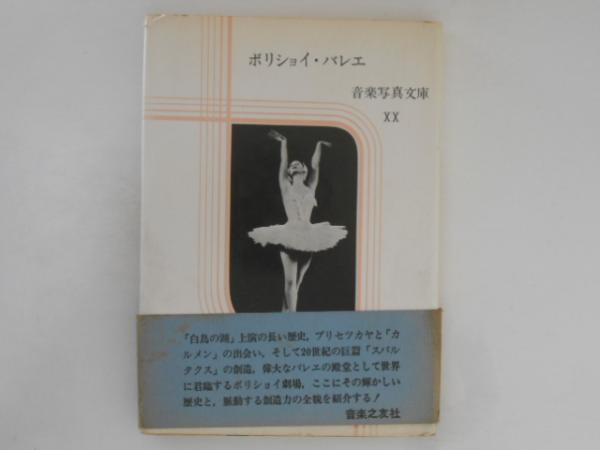 ボリショイ・バレエ
音楽写真文庫
XX
「白鳥の湖」上演の長い歴史，プリセツカヤと「カ
ルメン」の出会い，そして20世紀の巨篇「スパル
タクス」の創造。偉大なバレエの殿堂として世界
に君臨するボリショイ劇場，ここにその輝かしい
歴史と，脈動する創造力の全貌を紹介する！
音楽之友社